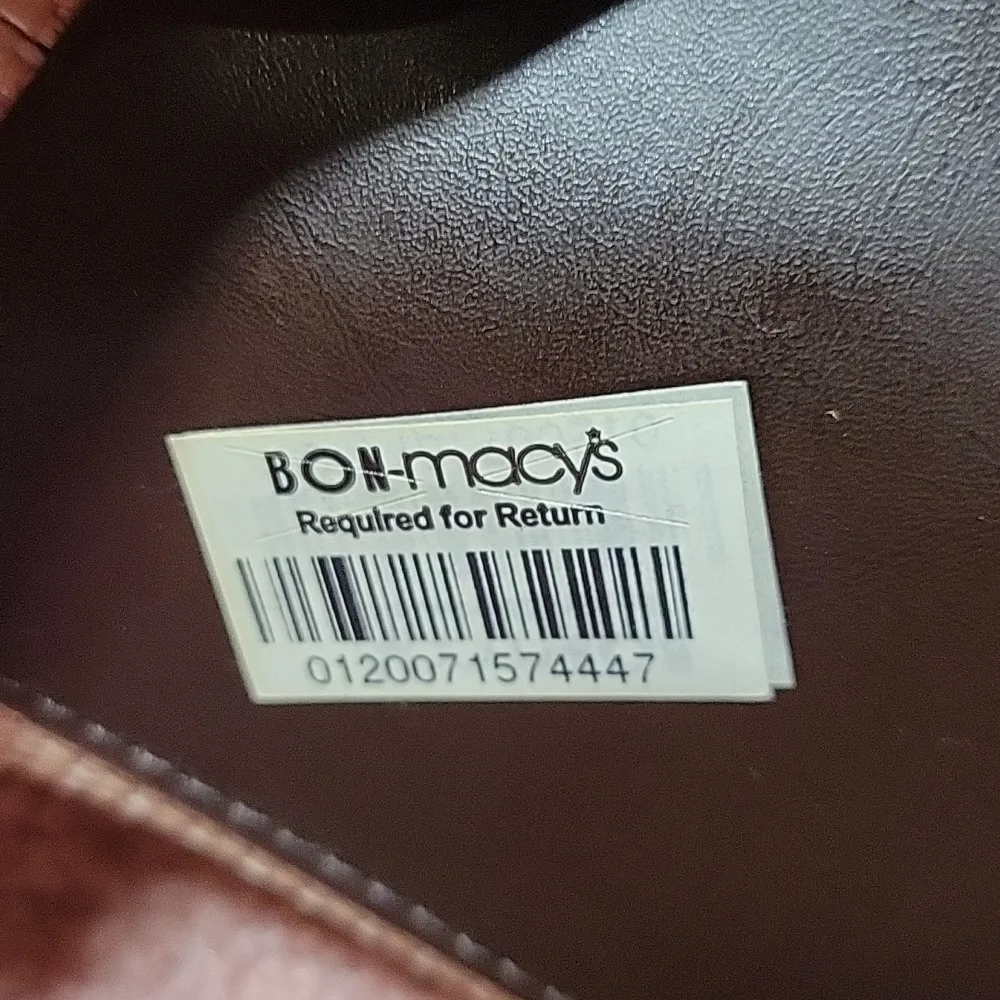 BON-macy's
Required for Return
0120071574447